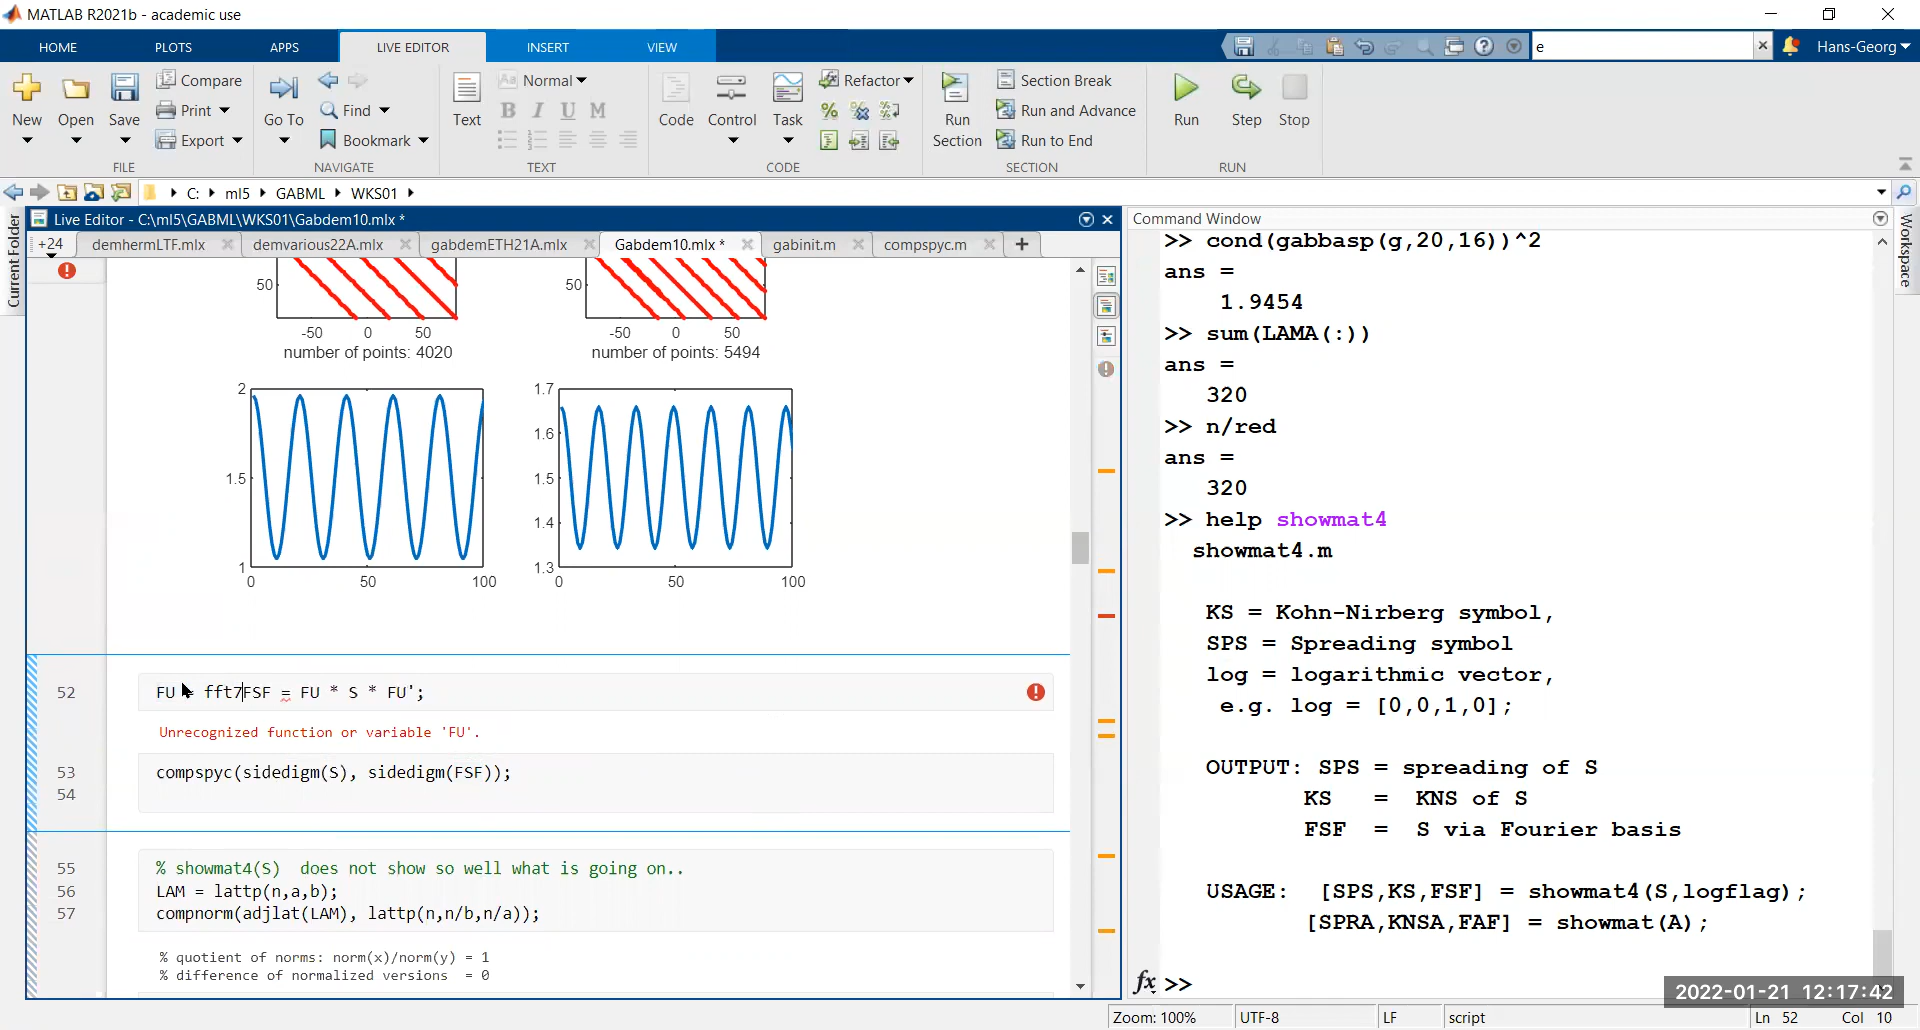 MATLAB R2021b - academic use
HOME PLOTS APPS LIVE EDITOR INSERT VIEW
e
Hans-Georg
New Open Save
Compare
Print
Export
FILE
Go To
Find
Bookmark
NAVIGATE
Text
Aa Normal
B I U M
TEXT
Code Control Task
Refactor
CODE
Run Section
Section Break
Run and Advance
Run to End
SECTION
Run Step Stop
RUN
C: ml5 GABML WKS01
Current Folder
Live Editor - C:\ml5\GABML\WKS01\Gabdem10.mlx *
+24 demhermLTF.mlx demvarious22A.mlx gabdemETH21A.mlx Gabdem10.mlx * gabinit.m compspyc.m
50 50
-50 0 50 -50 0 50
number of points: 4020 number of points: 5494
2
1.5
1
0 50 100
1.7
1.6
1.5
1.4
1.3
0 50 100
52 FU = fft7FSF = FU * S * FU';
Unrecognized function or variable 'FU'.
53 compspyc(sidedigm(S), sidedigm(FSF));
54
55 % showmat4(S)  does not show so well what is going on..
56 LAM = lattp(n,a,b);
57 compnorm(adjlat(LAM), lattp(n,n/b,n/a));
% quotient of norms: norm(x)/norm(y) = 1
% difference of normalized versions = 0
Command Window
Workspace
>> cond(gabbasp(g,20,16))^2
ans =
1.9454
>> sum(LAMA(:))
ans =
320
>> n/red
ans =
320
>> help showmat4
showmat4.m
KS = Kohn-Nirberg symbol,
SPS = Spreading symbol
log = logarithmic vector,
e.g. log = [0,0,1,0];
OUTPUT: SPS = spreading of S
KS = KNS of S
FSF = S via Fourier basis
USAGE: [SPS,KS,FSF] = showmat4(S,logflag);
[SPRA,KNSA,FAF] = showmat(A);
fx >>
2022-01-21 12:17:42
Zoom: 100% UTF-8 LF script Ln 52 Col 10